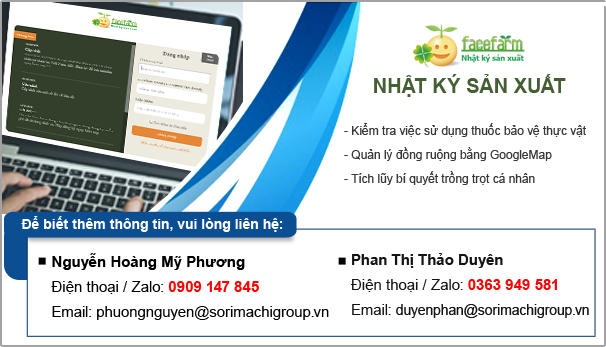 facefarm
Nhật ký sản xuất
NHẬT KÝ SẢN XUẤT
- Kiểm tra việc sử dụng thuốc bảo vệ thực vật
- Quản lý đồng ruộng bằng GoogleMap
- Tích lũy bí quyết trồng trọt cá nhân
facefarm
Đăng nhập
Để biết thêm thông tin, vui lòng liên hệ:
■ Nguyễn Hoàng Mỹ Phương
Điện thoại / Zalo: 0909 147 845
Email: phuongnguyen@sorimachigroup.vn
■ Phan Thị Thảo Duyên
Điện thoại / Zalo: 0363 949 581
Email: duyenphan@sorimachigroup.vn